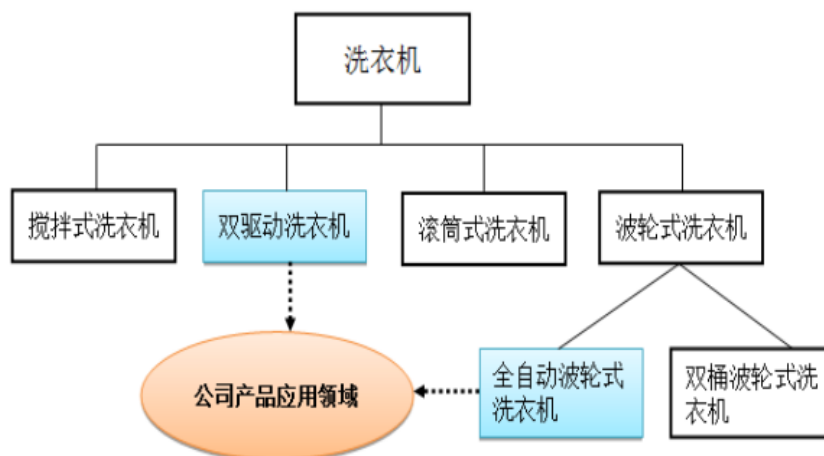 洗衣机
搅拌式洗衣机
双驱动洗衣机
滚筒式洗衣机
波轮式洗衣机
公司产品应用领域
全自动波轮式
洗衣机
双桶波轮式洗
衣机